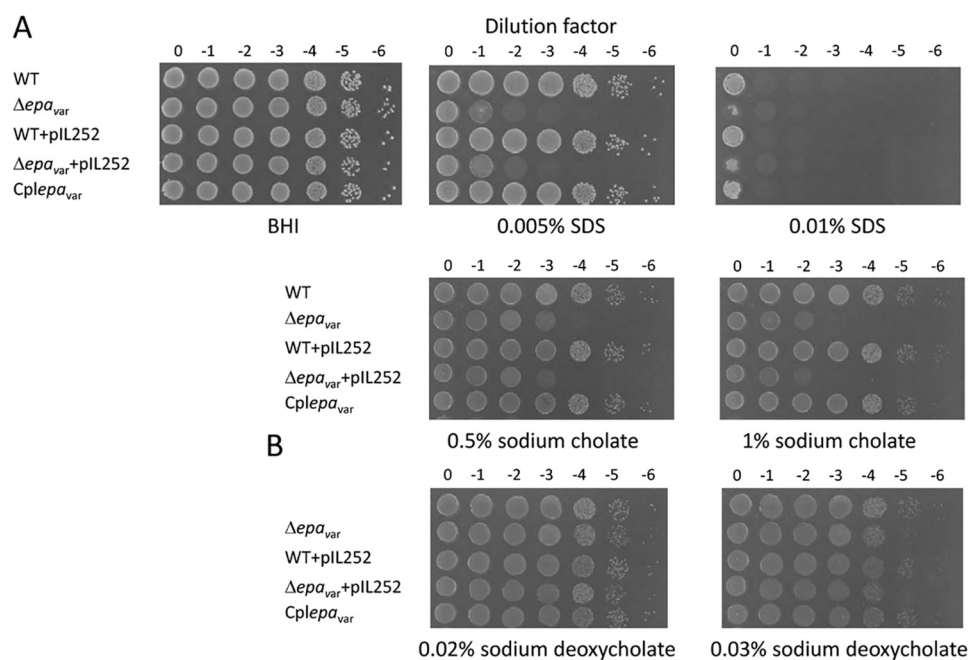 A
Dilution factor
0 -1 -2 -3 -4 -5 -6
0 -1 -2 -3 -4 -5 -6
0 -1 -2 -3 -4 -5 -6
WT
Δepavar
WT+pIL252
Δepavar+pIL252
Cplepavar
BHI
0.005% SDS
0.01% SDS
0 -1 -2 -3 -4 -5 -6
0 -1 -2 -3 -4 -5 -6
WT
Δepavar
WT+pIL252
Δepavar+pIL252
Cplepavar
0.5% sodium cholate
1% sodium cholate
B
0 -1 -2 -3 -4 -5 -6
0 -1 -2 -3 -4 -5 -6
Δepavar
WT+pIL252
Δepavar+pIL252
Cplepavar
0.02% sodium deoxycholate
0.03% sodium deoxycholate